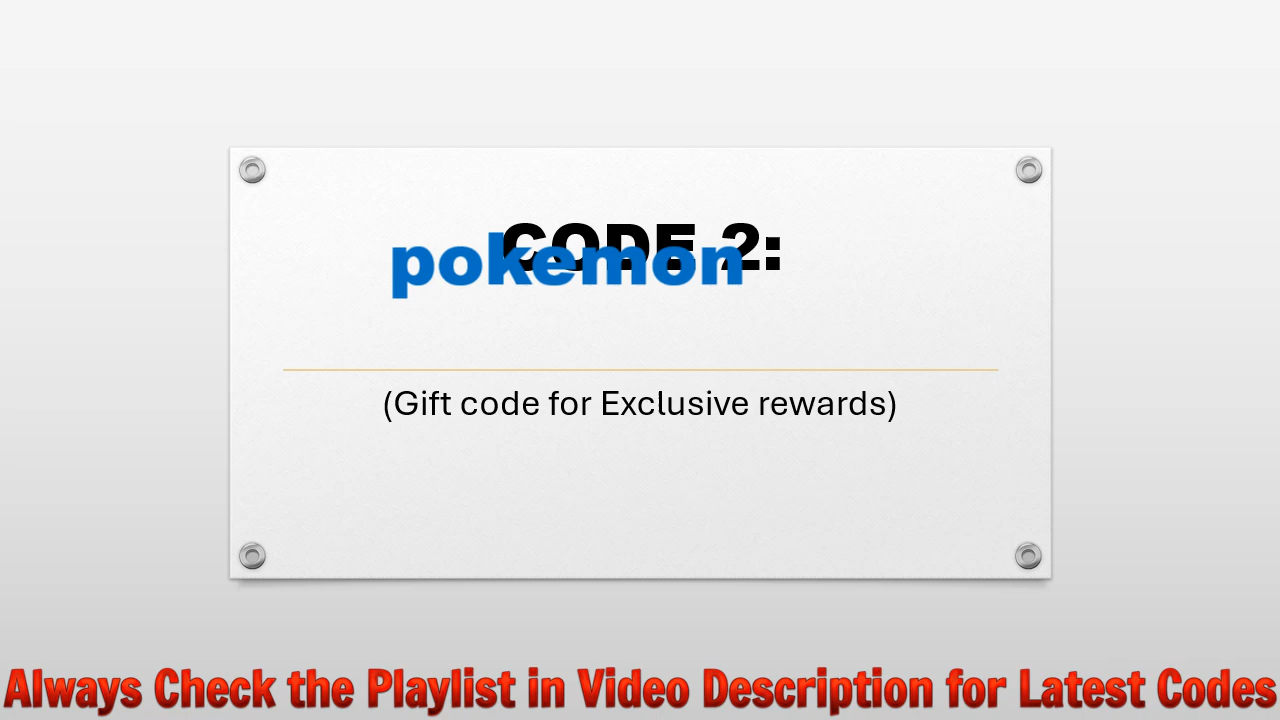 CODE 2:
pokemon
(Gift code for Exclusive rewards)
Always Check the Playlist in Video Description for Latest Codes